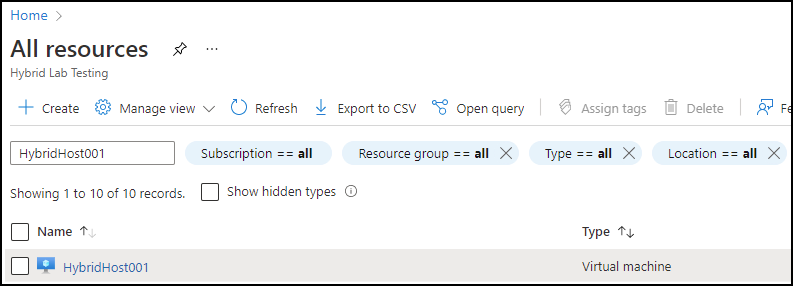 Home >
All resources ...
Hybrid Lab Testing
Create Manage view Refresh Export to CSV Open query Assign tags Delete Fe
HybridHost001 Subscription == all Resource group == all Type == all Location == all
Showing 1 to 10 of 10 records. Show hidden types
Name Type
HybridHost001 Virtual machine